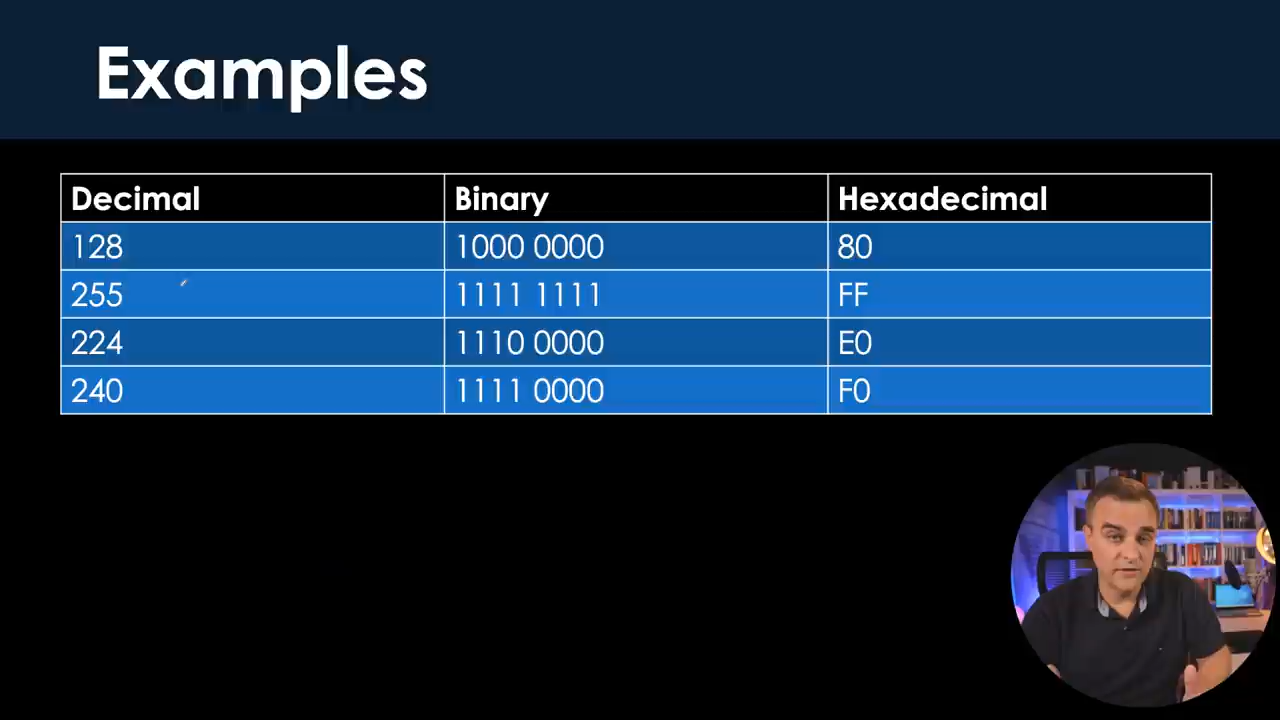 Examples
Decimal Binary Hexadecimal
128 1000 0000 80
255 1111 1111 FF
224 1110 0000 E0
240 1111 0000 F0